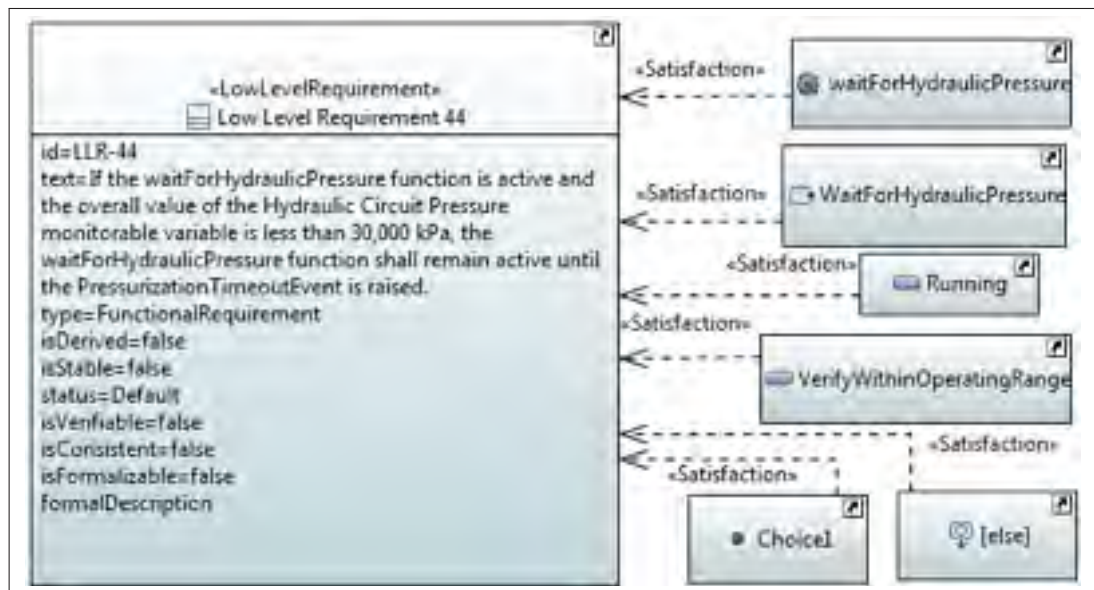 «LowLevelRequirement»
Low Level Requirement 44
id=LLR-44
text=If the waitForHydraulicPressure function is active and
the overall value of the Hydraulic Circuit Pressure
monitorable variable is less than 30,000 kPa, the
waitForHydraulicPressure function shall remain active until
the PressurizationTimeoutEvent is raised.
type=FunctionalRequirement
isDerived=false
isStable=false
status=Default
isVerifiable=false
isConsistent=false
isFormalizable=false
formalDescription
«Satisfaction»
waitForHydraulicPressure
«Satisfaction»
WaitForHydraulicPressure
«Satisfaction»
Running
«Satisfaction»
VerifyWithinOperatingRange
«Satisfaction»
«Satisfaction»
Choice1
[else]